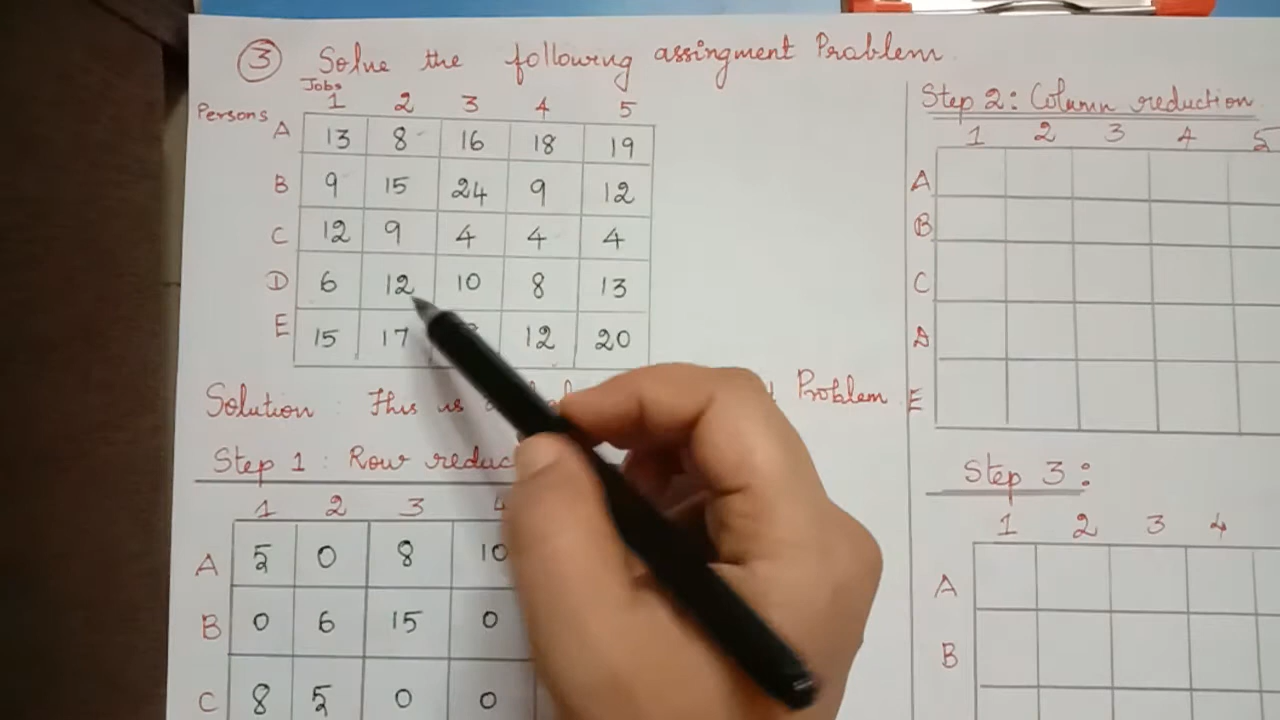 3 Solve the following assingment Problem.
Jobs
Persons 1 2 3 4 5
A 13 8 16 18 19
B 9 15 24 9 12
C 12 9 4 4 4
D 6 12 10 8 13
E 15 17 12 20
Solution : This is Problem
Step 1 : Row reduc
1 2 3 4
A 5 0 8 10
B 0 6 15 0
C 8 5 0 0
Step 2: Column reduction
1 2 3 4 5
A
B
C
D
E
Step 3 :
1 2 3 4
A
B